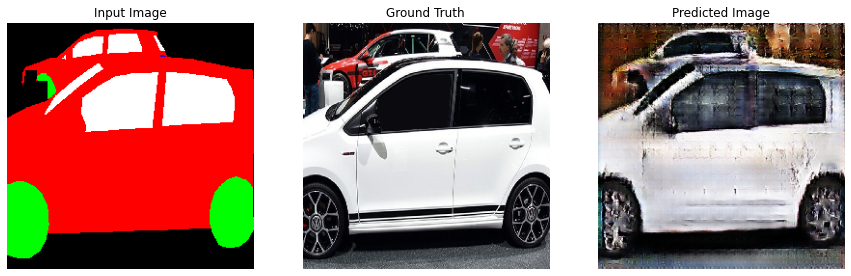 Input Image
Ground Truth
Predicted Image